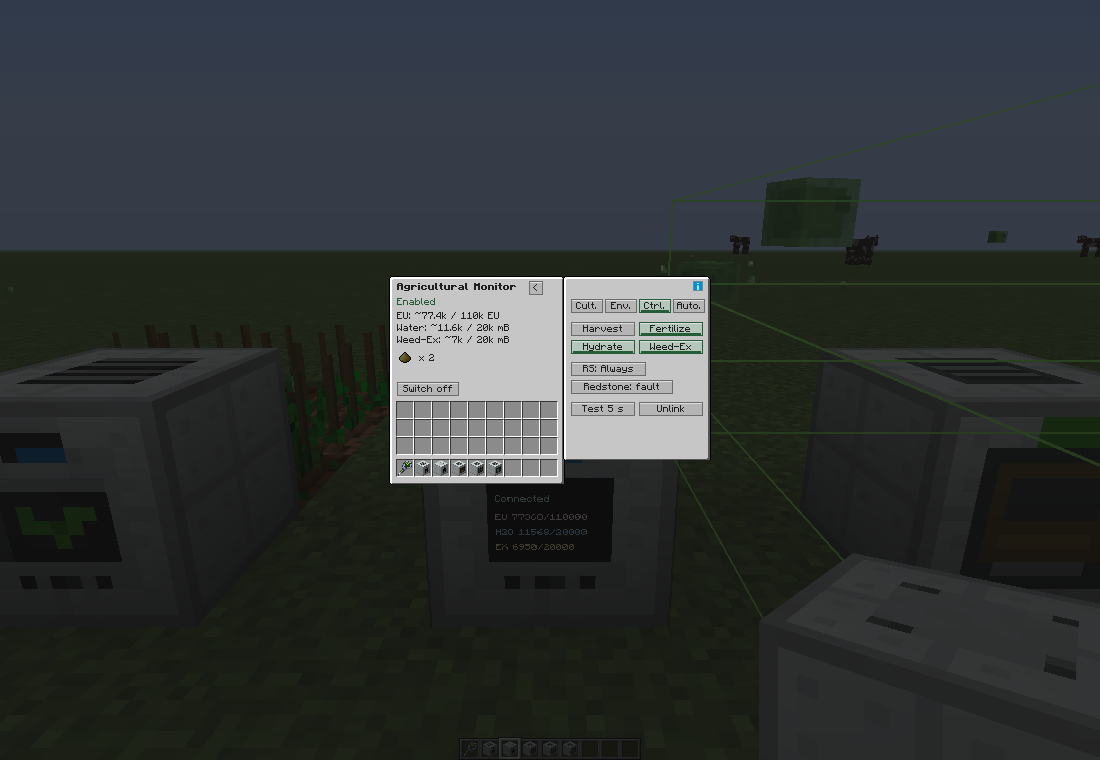 Agricultural Monitor <
Enabled
EU: ~77.4k / 110k EU
Water: ~11.6k / 20k mB
Weed-Ex: ~7k / 20k mB
x 2
Switch off
i
Cult. Env. Ctrl. Auto.
Harvest Fertilize
Hydrate Weed-Ex
RS: Always
Redstone: fault
Test 5 s Unlink
Connected
EU 77360/110000
H2O 11568/20000
EX 6950/20000